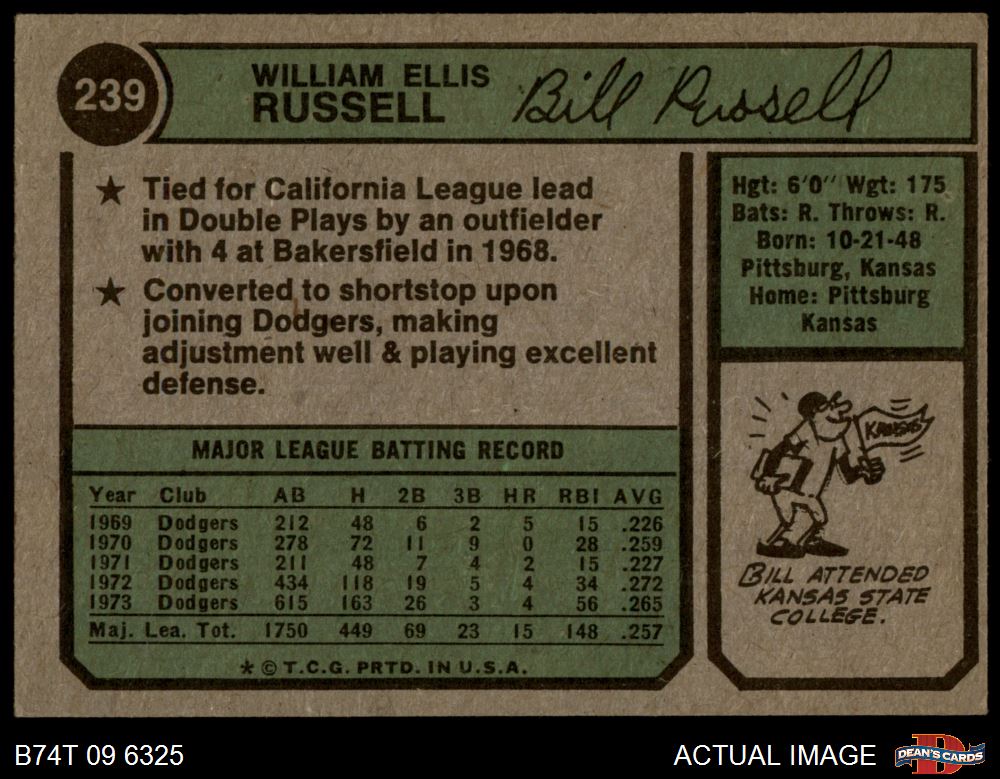 239
WILLIAM ELLIS
RUSSELL
Bill Russell
★ Tied for California League lead
in Double Plays by an outfielder
with 4 at Bakersfield in 1968.
★ Converted to shortstop upon
joining Dodgers, making
adjustment well & playing excellent
defense.
Hgt: 6'0" Wgt: 175
Bats: R. Throws: R.
Born: 10-21-48
Pittsburg, Kansas
Home: Pittsburg
Kansas
MAJOR LEAGUE BATTING RECORD
Year Club AB H 2B 3B HR RBI AVG
1969 Dodgers 212 48 6 2 5 15 .226
1970 Dodgers 278 72 11 9 0 28 .259
1971 Dodgers 211 48 7 4 2 15 .227
1972 Dodgers 434 118 19 5 4 34 .272
1973 Dodgers 615 163 26 3 4 56 .265
Maj. Lea. Tot. 1750 449 69 23 15 148 .257
* © T.C.G. PRTD. IN U.S.A.
KANSAS
BILL ATTENDED
KANSAS STATE
COLLEGE.
B74T 09 6325
ACTUAL IMAGE
D
DEAN'S CARDS